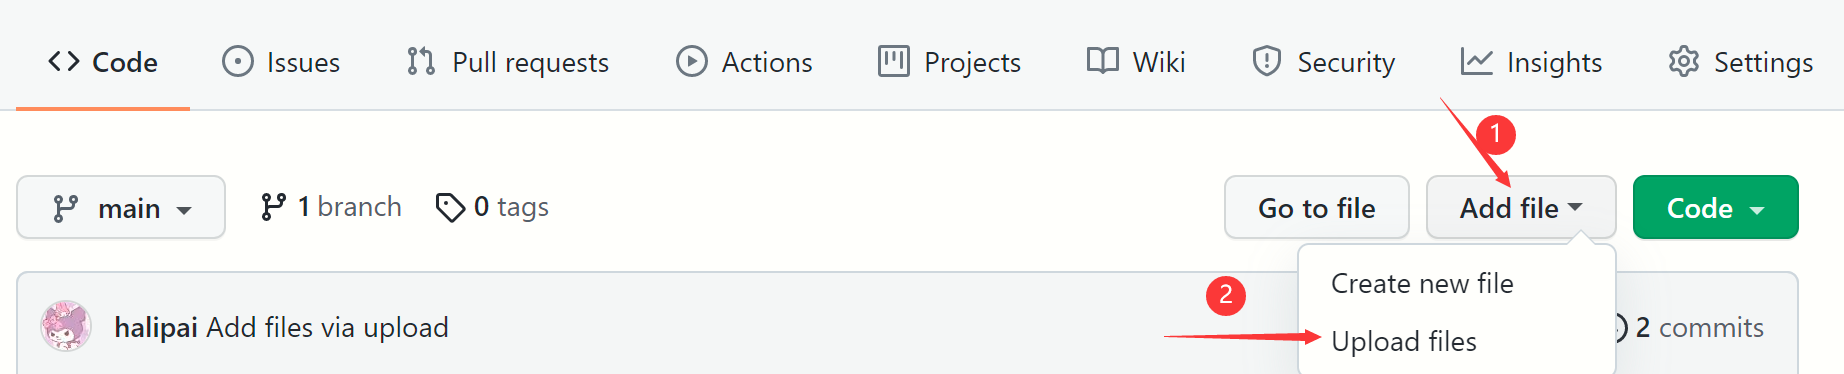 Code Issues Pull requests Actions Projects Wiki Security Insights Settings
1
main 1 branch 0 tags Go to file Add file Code
2
Create new file
halipai Add files via upload 2 commits
Upload files